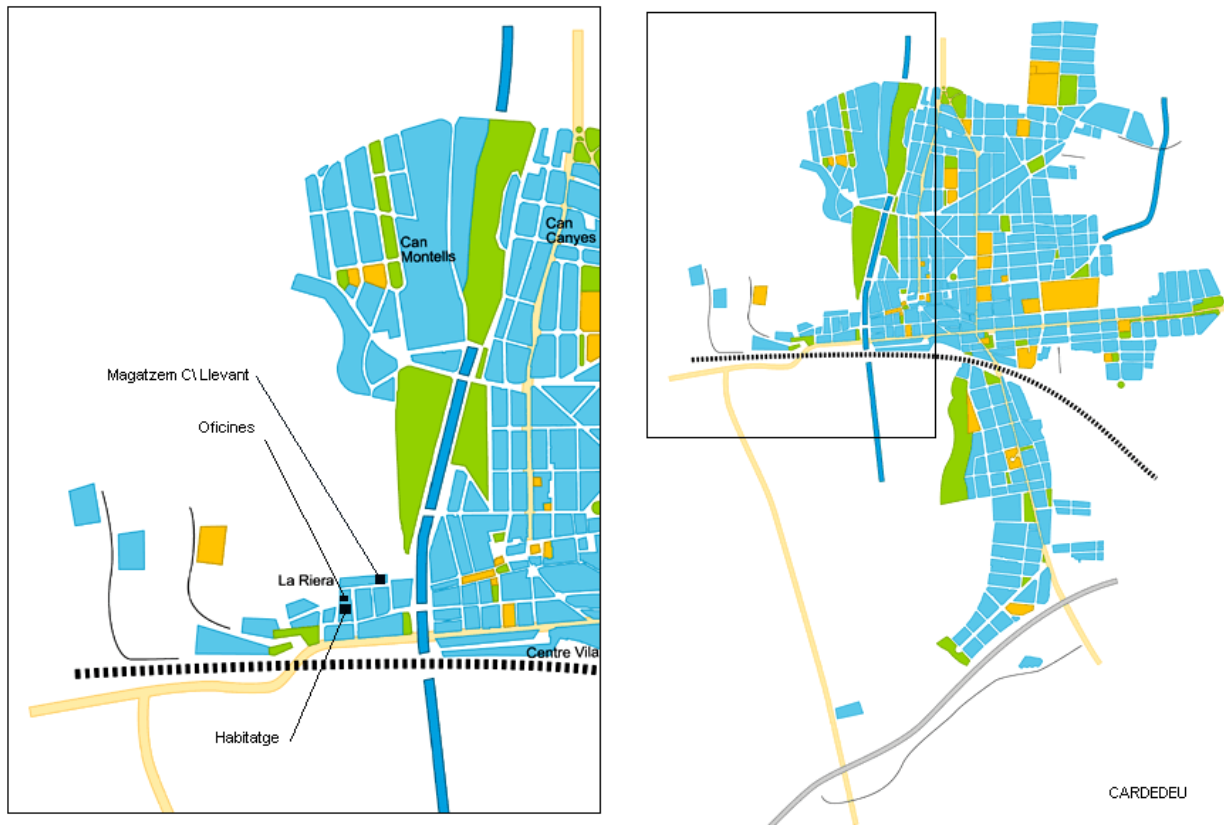 Can
Montells
Can
Canyes
Magatzem C\ Llevant
Oficines
La Riera
Centre Vila
Habitatge
CARDEDEU